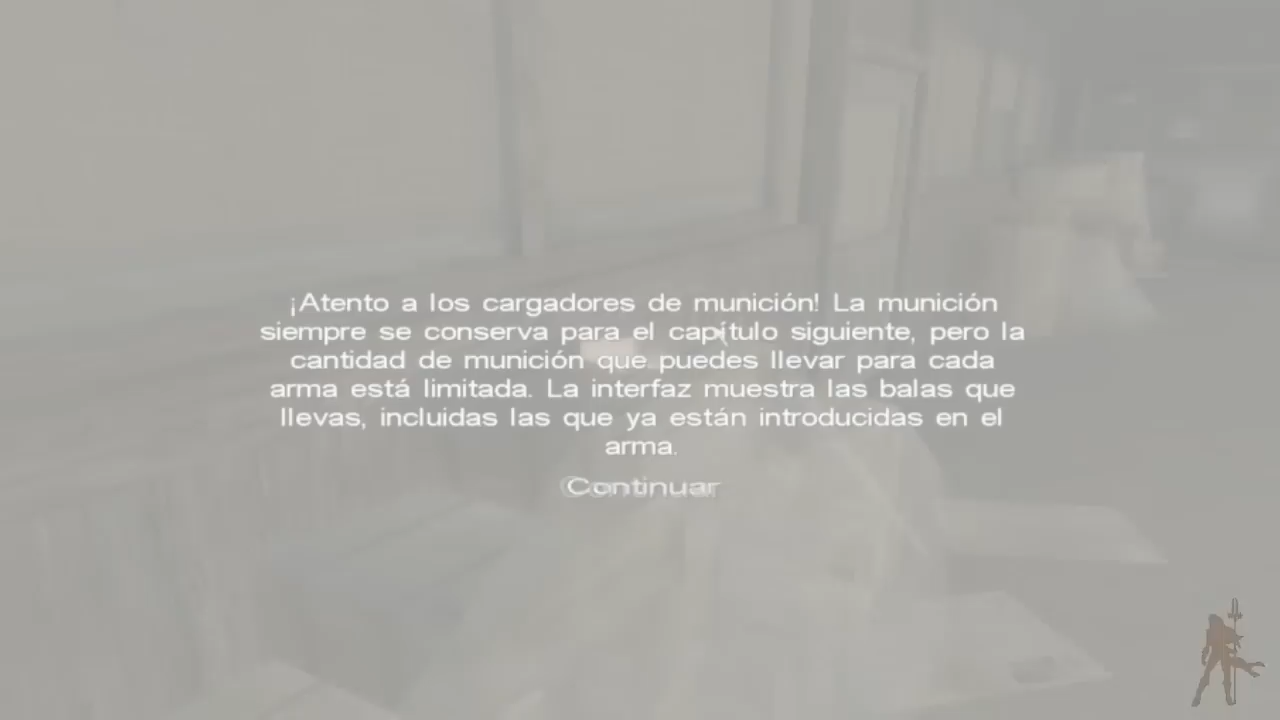 ¡Atento a los cargadores de munición! La munición
siempre se conserva para el capítulo siguiente, pero la
cantidad de munición que puedes llevar para cada
arma está limitada. La interfaz muestra las balas que
llevas, incluidas las que ya están introducidas en el
arma.
Continuar